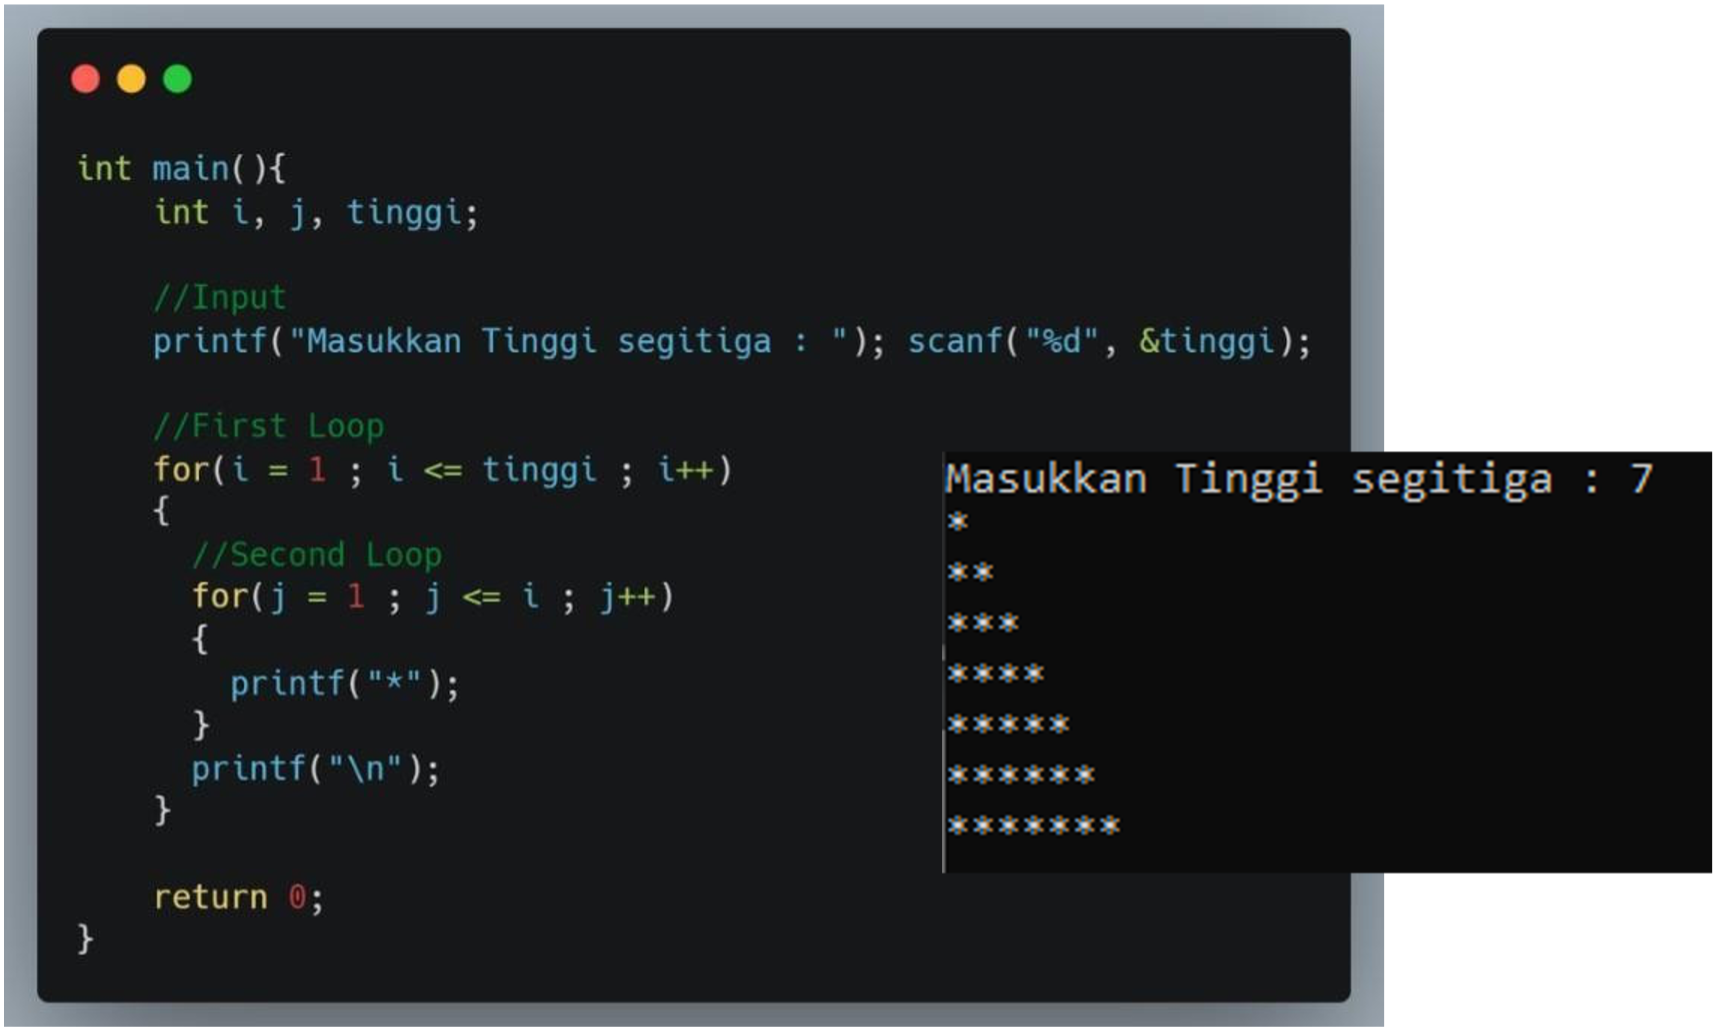 int main(){
int i, j, tinggi;
//Input
printf("Masukkan Tinggi segitiga : "); scanf("%d", &tinggi);
//First Loop
for(i = 1 ; i <= tinggi ; i++)
{
//Second Loop
for(j = 1 ; j <= i ; j++)
{
printf("*");
}
printf("\n");
}
return 0;
}
Masukkan Tinggi segitiga : 7
*
**
***
****
*****
******
*******